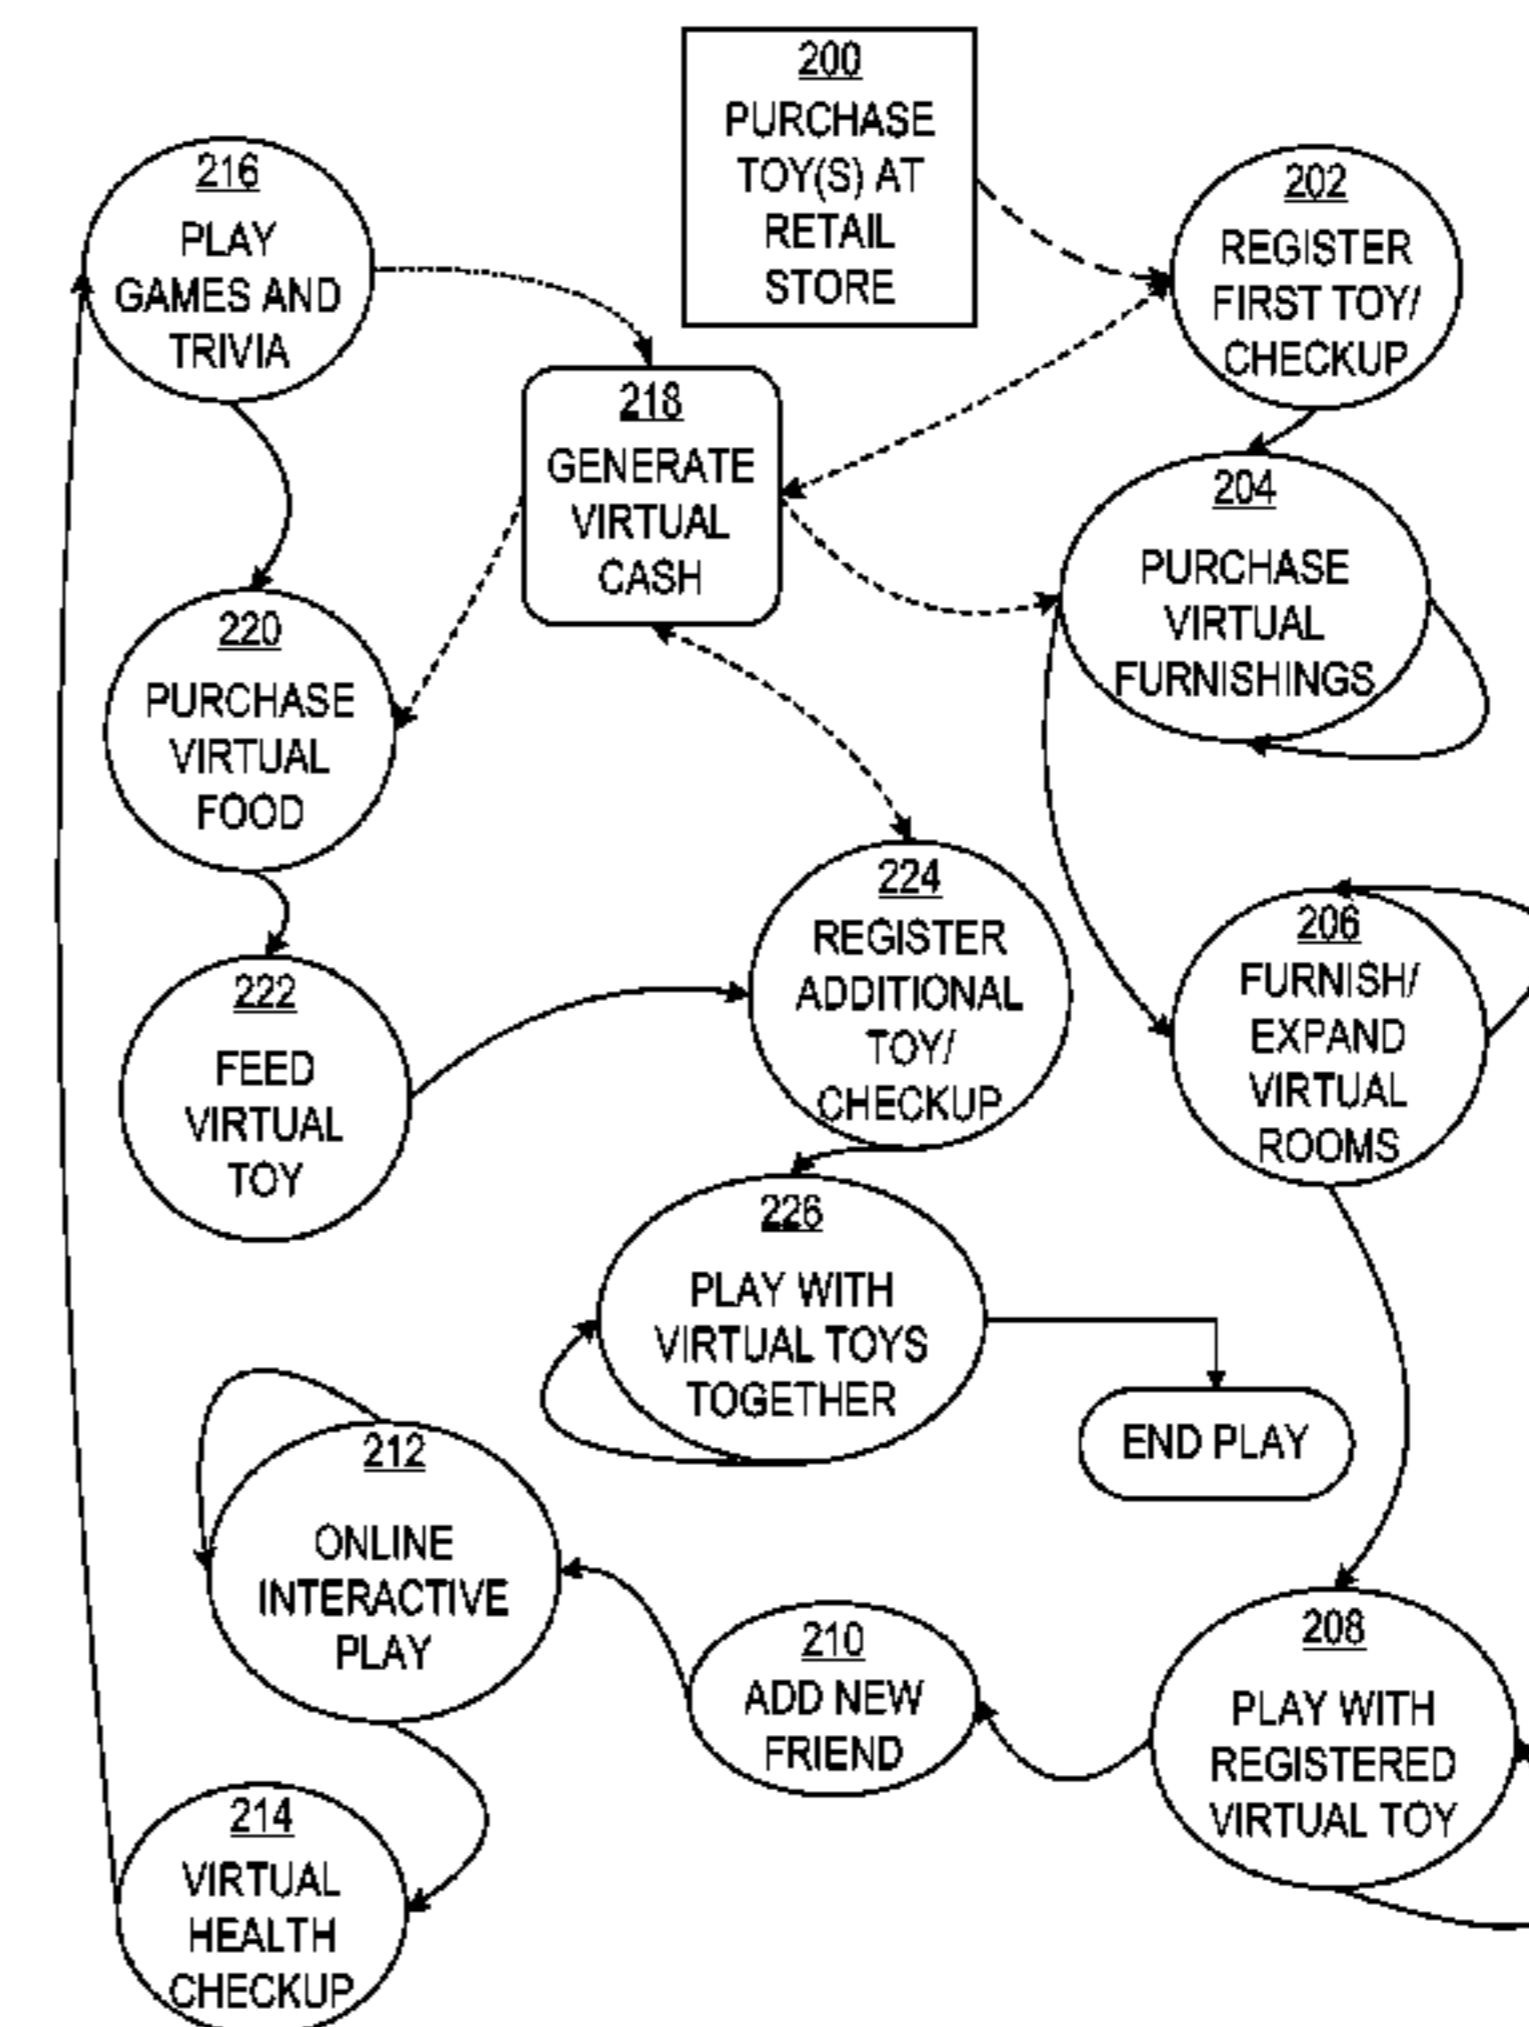 200
PURCHASE
TOY(S) AT
RETAIL
STORE
216
PLAY
GAMES AND
TRIVIA
202
REGISTER
FIRST TOY/
CHECKUP
218
GENERATE
VIRTUAL
CASH
204
PURCHASE
VIRTUAL
FURNISHINGS
220
PURCHASE
VIRTUAL
FOOD
224
REGISTER
ADDITIONAL
TOY/
CHECKUP
206
FURNISH/
EXPAND
VIRTUAL
ROOMS
222
FEED
VIRTUAL
TOY
226
PLAY WITH
VIRTUAL TOYS
TOGETHER
END PLAY
212
ONLINE
INTERACTIVE
PLAY
210
ADD NEW
FRIEND
208
PLAY WITH
REGISTERED
VIRTUAL TOY
214
VIRTUAL
HEALTH
CHECKUP